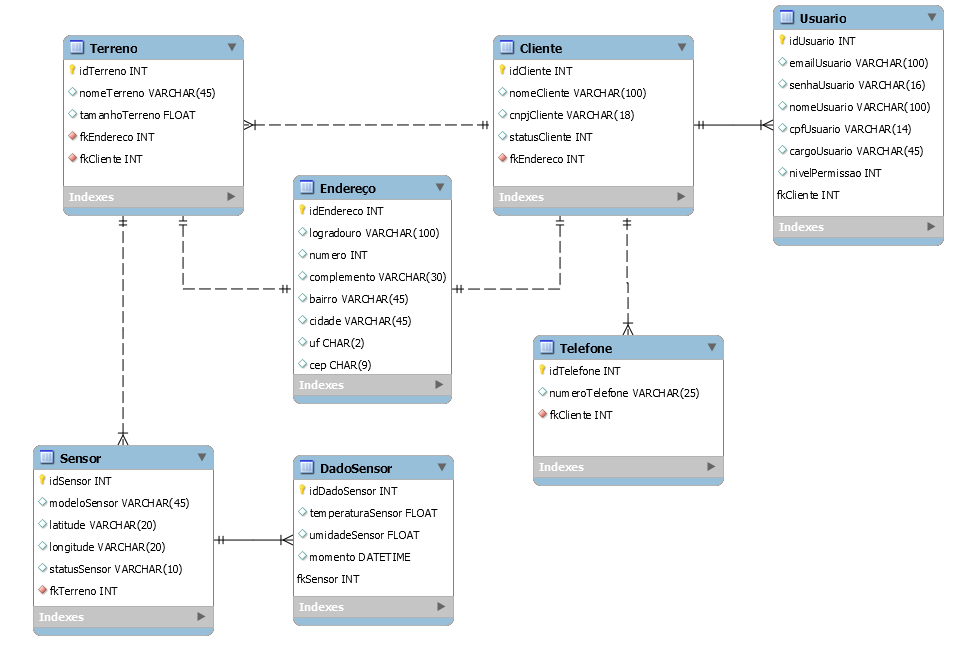 Terreno
idTerreno INT
nomeTerreno VARCHAR(45)
tamanhoTerreno FLOAT
fkEndereco INT
fkCliente INT
Indexes
Cliente
idCliente INT
nomeCliente VARCHAR(100)
cnpjCliente VARCHAR(18)
statusCliente INT
fkEndereco INT
Indexes
Usuario
idUsuario INT
emailUsuario VARCHAR(100)
senhaUsuario VARCHAR(16)
nomeUsuario VARCHAR(100)
cpfUsuario VARCHAR(14)
cargoUsuario VARCHAR(45)
nivelPermissao INT
fkCliente INT
Indexes
Endereço
idEndereco INT
logradouro VARCHAR(100)
numero INT
complemento VARCHAR(30)
bairro VARCHAR(45)
cidade VARCHAR(45)
uf CHAR(2)
cep CHAR(9)
Indexes
Telefone
idTelefone INT
numeroTelefone VARCHAR(25)
fkCliente INT
Indexes
Sensor
idSensor INT
modeloSensor VARCHAR(45)
latitude VARCHAR(20)
longitude VARCHAR(20)
statusSensor VARCHAR(10)
fkTerreno INT
Indexes
DadoSensor
idDadoSensor INT
temperaturaSensor FLOAT
umidadeSensor FLOAT
momento DATETIME
fkSensor INT
Indexes